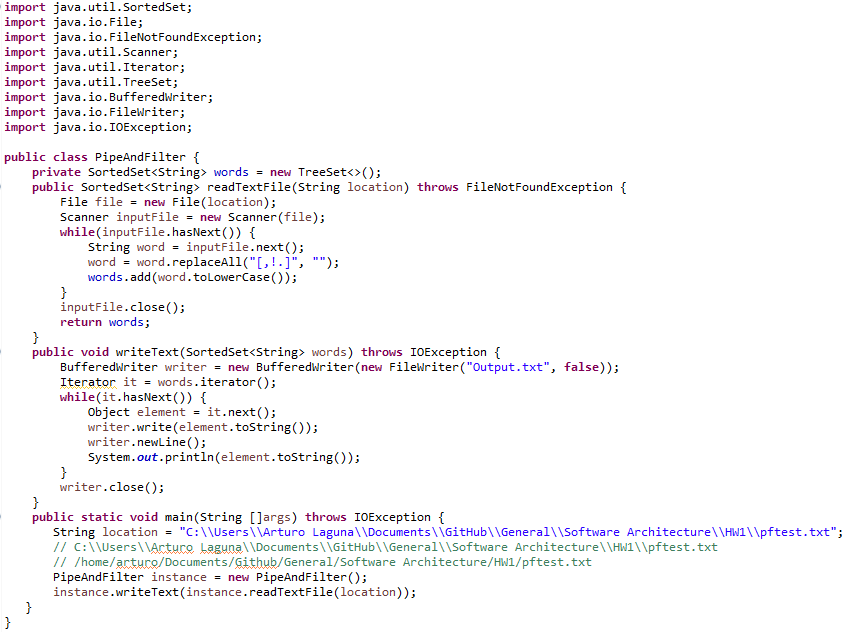 import java.util.SortedSet;
import java.io.File;
import java.io.FileNotFoundException;
import java.util.Scanner;
import java.util.Iterator;
import java.util.TreeSet;
import java.io.BufferedWriter;
import java.io.FileWriter;
import java.io.IOException;

public class PipeAndFilter {
    private SortedSet<String> words = new TreeSet<>();
    public SortedSet<String> readTextFile(String location) throws FileNotFoundException {
        File file = new File(location);
        Scanner inputFile = new Scanner(file);
        while(inputFile.hasNext()) {
            String word = inputFile.next();
            word = word.replaceAll("[,!.]", "");
            words.add(word.toLowerCase());
        }
        inputFile.close();
        return words;
    }
    public void writeText(SortedSet<String> words) throws IOException {
        BufferedWriter writer = new BufferedWriter(new FileWriter("Output.txt", false));
        Iterator it = words.iterator();
        while(it.hasNext()) {
            Object element = it.next();
            writer.write(element.toString());
            writer.newLine();
            System.out.println(element.toString());
        }
        writer.close();
    }
    public static void main(String []args) throws IOException {
       String location = "C:\\Users\\Arturo Laguna\\Documents\\GitHub\\General\\Software Architecture\\HW1\\pftest.txt";
       // C:\\Users\\Arturo Laguna\\Documents\\GitHub\\General\\Software Architecture\\HW1\\pftest.txt
       // /home/arturo/Documents/Github/General/Software Architecture/HW1/pftest.txt
       PipeAndFilter instance = new PipeAndFilter();
       instance.writeText(instance.readTextFile(location));
   }
}